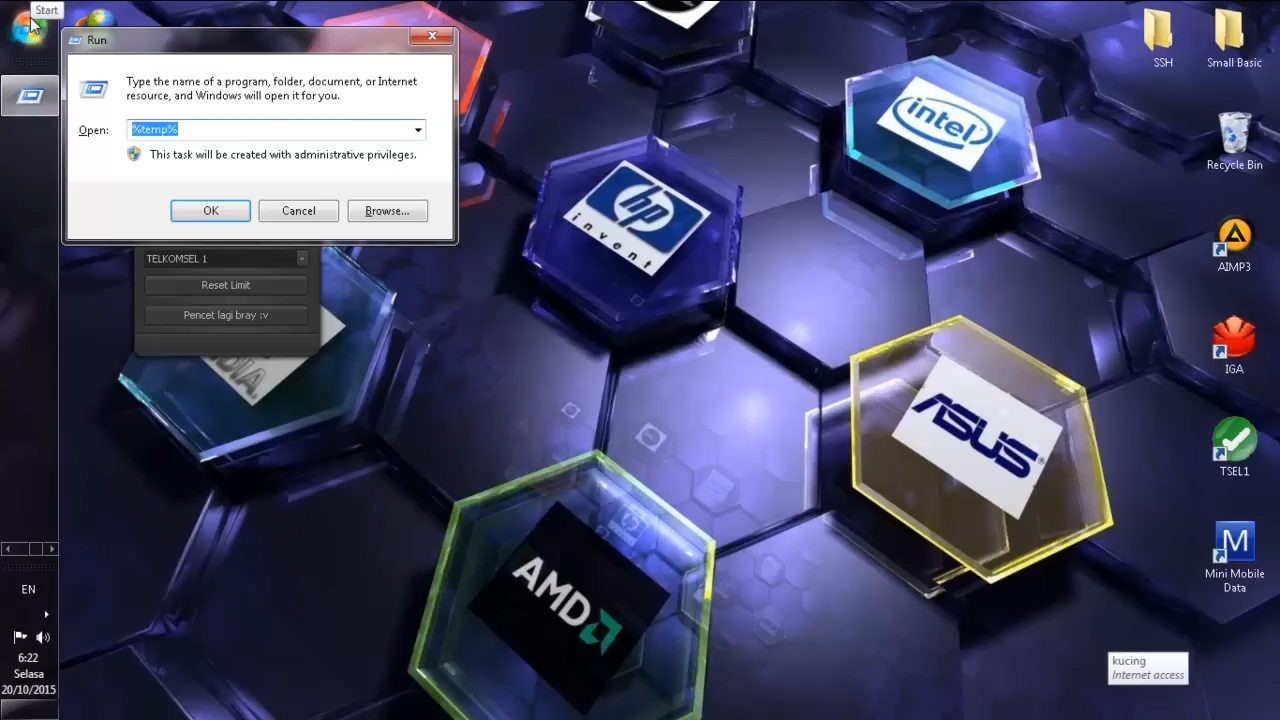 Start
Run
Type the name of a program, folder, document, or Internet
resource, and Windows will open it for you.
Open:
%temp%
This task will be created with administrative privileges.
OK
Cancel
Browse...
TELKOMSEL 1
Reset Limit
Pencet lagi bray :v
intel
hp
invent
ASUS
AMD
SSH
Small Basic
Recycle Bin
AIMP3
IGA
TSEL1
M
Mini Mobile
Data
EN
6:22
Selasa
20/10/2015
kucing
Internet access